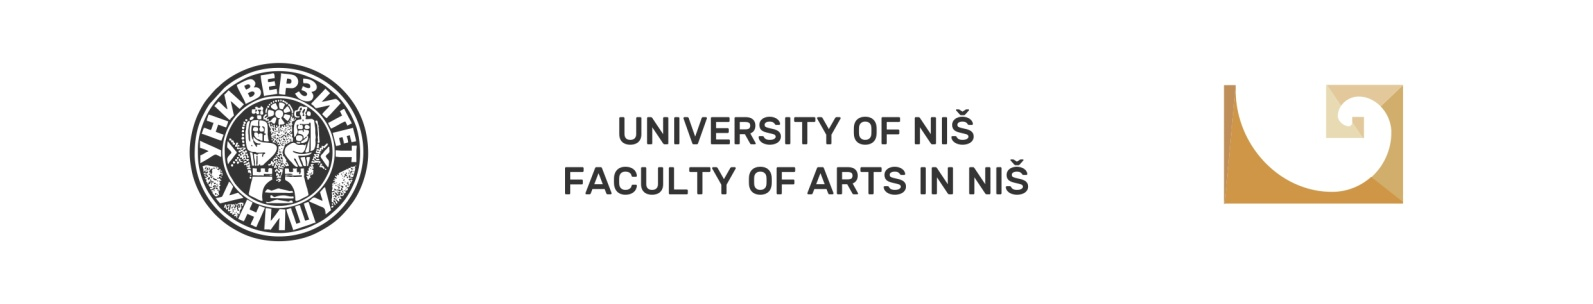 УНИВЕРЗИТЕТ
У НИШУ
UNIVERSITY OF NIŠ
FACULTY OF ARTS IN NIŠ